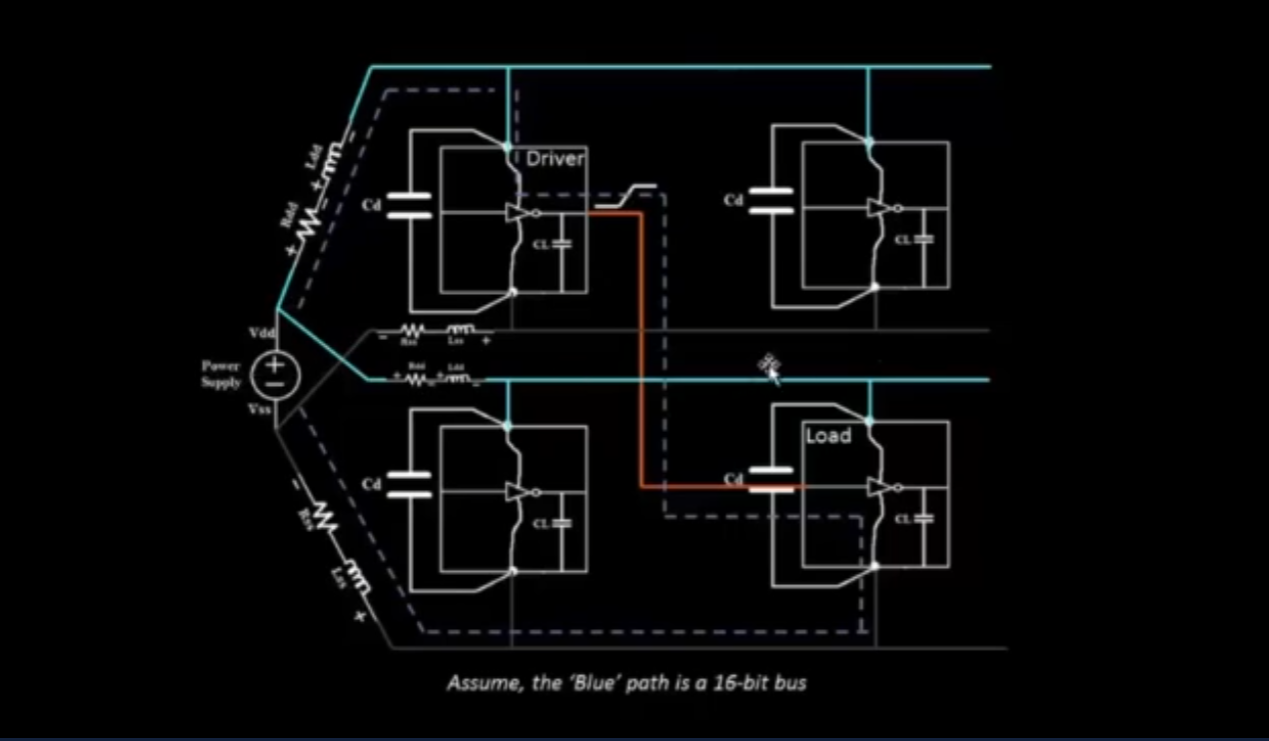 Ldd
Rdd
+
+
Cd
Driver
CL
Cd
CL
Vdd
Power
Supply
+
−
Vss
− Rss Lss +
+ Rdd − + Ldd −
Cd
CL
Load
Cd
CL
−
Rss
Lss
+
Assume, the ‘Blue’ path is a 16-bit bus